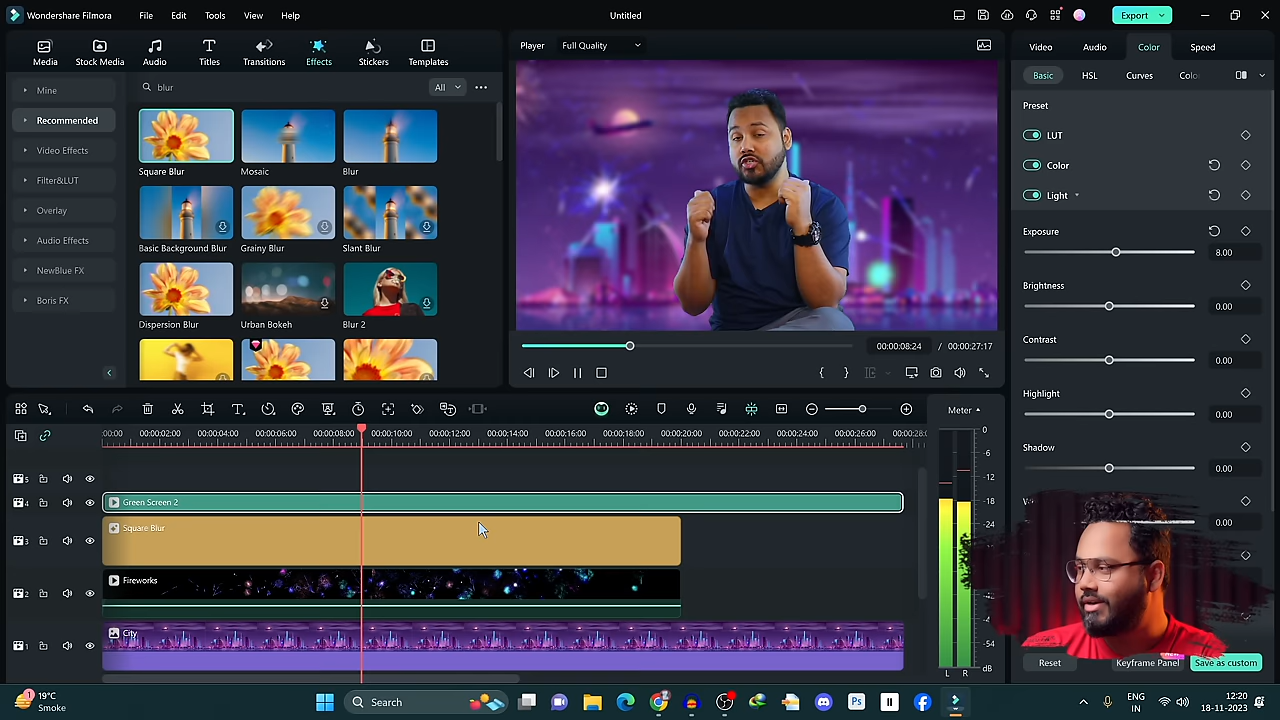 Wondershare Filmora
File
Edit
Tools
View
Help
Untitled
Export
Media
Stock Media
Audio
Titles
Transitions
Effects
Stickers
Templates
Player
Full Quality
Video
Audio
Color
Speed
Mine
Recommended
Video Effects
Filter&LUT
Overlay
Audio Effects
NewBlue FX
Boris FX
blur
All
Square Blur
Mosaic
Blur
Basic Background Blur
Grainy Blur
Slant Blur
Dispersion Blur
Urban Bokeh
Blur 2
00:00:08:24 / 00:00:27:17
Basic
HSL
Curves
Preset
LUT
Color
Light
Exposure
8.00
Brightness
0.00
Contrast
0.00
Highlight
0.00
Shadow
0.00
0.00
:00:00 00:00:02:00 00:00:04:00 00:00:06:00 00:00:08:00 00:00:10:00 00:00:12:00 00:00:14:00 00:00:16:00 00:00:18:00 00:00:20:00 00:00:22:00 00:00:24:00 00:00:26:00 00:00:28:0
5
4
Green Screen 2
3
Square Blur
2
Fireworks
1
City
Meter
0
-6
-12
-18
-24
-54
dB
L R
Reset
Keyframe Panel
NEW
Save as custom
1
19°C
Smoke
Search
Ps
ENG
IN
12:20
18-11-2023